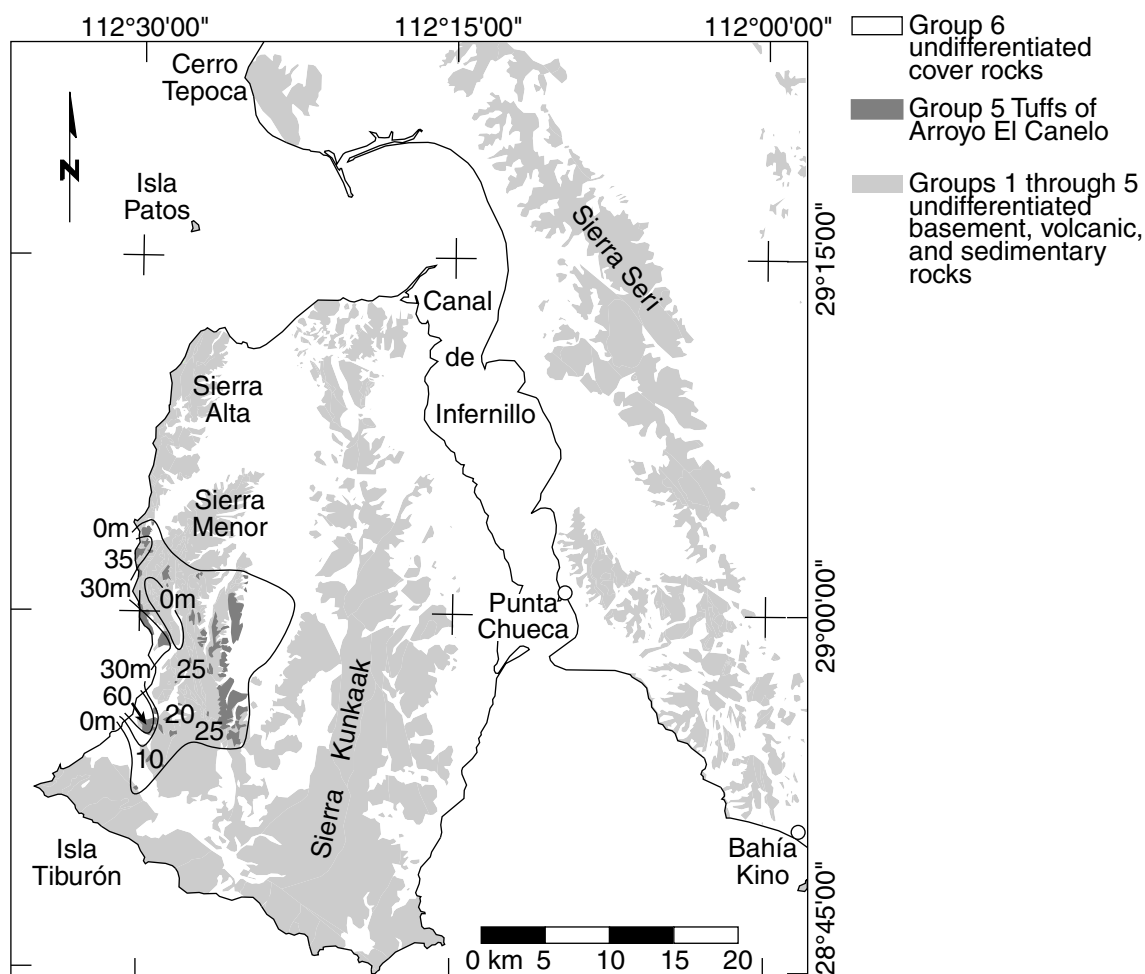 112°30'00"
112°15'00"
112°00'00"
Cerro
Tepoca
N
Isla
Patos
Sierra Seri
29°15'00"
Canal
de
Infernillo
Sierra
Alta
Sierra
Menor
0m
35
30m
0m
29°00'00"
Punta
Chueca
30m
25
60
0m
20
25
10
Sierra Kunkaak
Isla
Tiburón
Bahía
Kino
28°45'00"
0 km 5 10 15 20
Group 6
undifferentiated
cover rocks
Group 5 Tuffs of
Arroyo El Canelo
Groups 1 through 5
undifferentiated
basement, volcanic,
and sedimentary
rocks